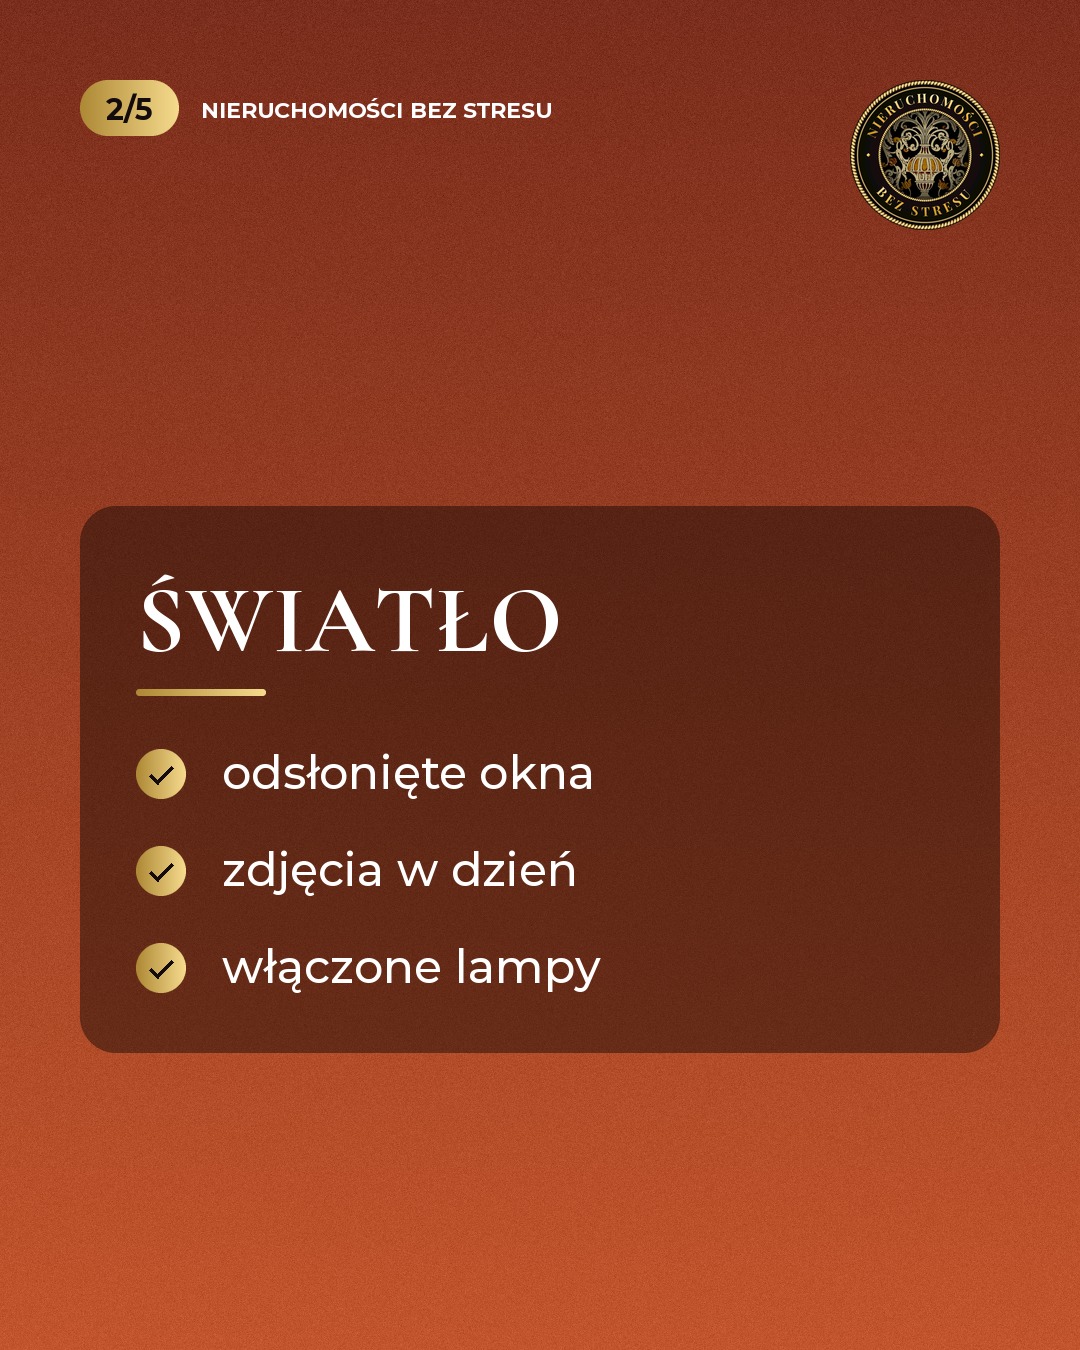 2/5 NIERUCHOMOŚCI BEZ STRESU
NIERUCHOMOŚCI
BEZ STRESU
ŚWIATŁO
odsłonięte okna
zdjęcia w dzień
włączone lampy